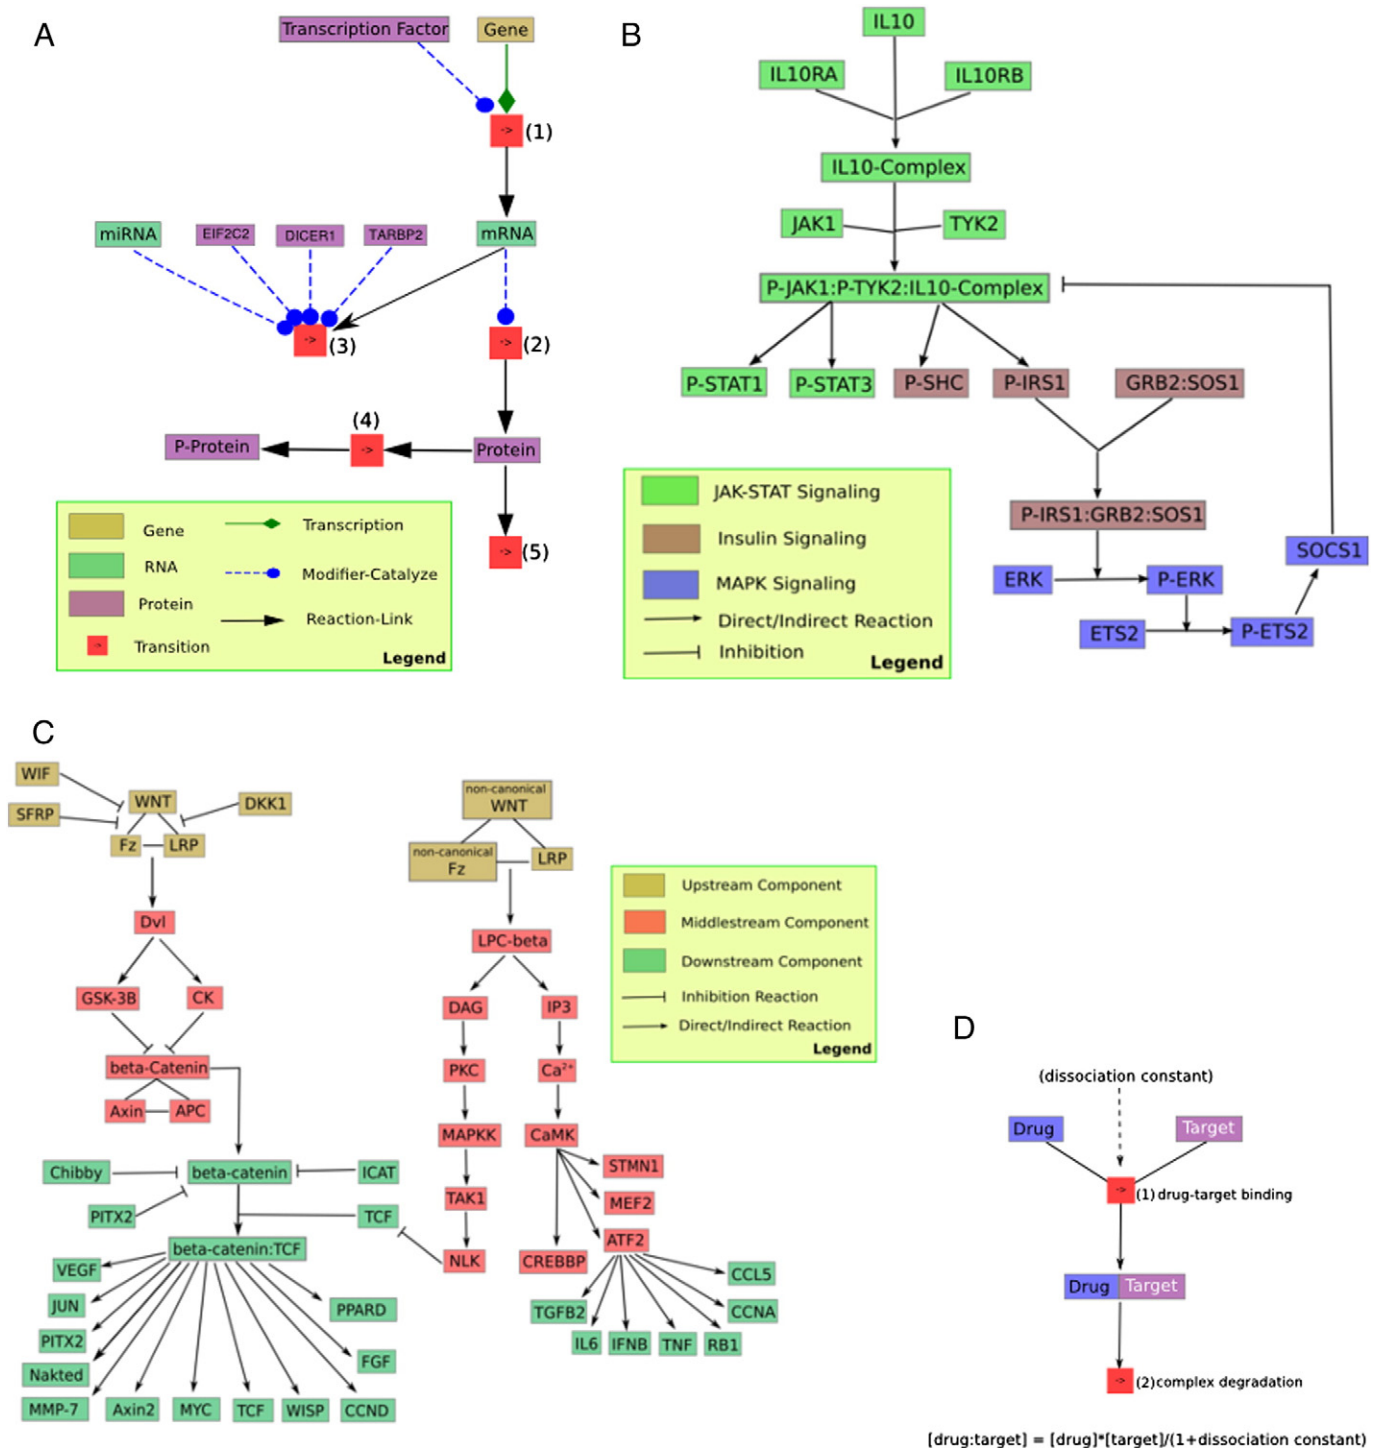 A
Transcription Factor
Gene
->
(1)
miRNA
EIF2C2
DICER1
TARBP2
mRNA
->
(3)
->
(2)
(4)
P-Protein
->
Protein
->
(5)
Gene
Transcription
RNA
Modifier-Catalyze
Protein
Reaction-Link
->
Transition
Legend
B
IL10
IL10RA
IL10RB
IL10-Complex
JAK1
TYK2
P-JAK1:P-TYK2:IL10-Complex
P-STAT1
P-STAT3
P-SHC
P-IRS1
GRB2:SOS1
P-IRS1:GRB2:SOS1
SOCS1
ERK
P-ERK
ETS2
P-ETS2
JAK-STAT Signaling
Insulin Signaling
MAPK Signaling
Direct/Indirect Reaction
Inhibition
Legend
C
WIF
WNT
DKK1
SFRP
Fz
LRP
Dvl
GSK-3B
CK
beta-Catenin
Axin
APC
Chibby
beta-catenin
ICAT
PITX2
TCF
beta-catenin:TCF
VEGF
JUN
PITX2
Nakted
MMP-7
Axin2
MYC
TCF
WISP
CCND
FGF
PPARD
non-canonical
WNT
non-canonical
Fz
LRP
LPC-beta
DAG
IP3
PKC
Ca²⁺
MAPKK
CaMK
TAK1
STMN1
MEF2
ATF2
NLK
CREBBP
CCL5
TGFB2
CCNA
IL6
IFNB
TNF
RB1
Upstream Component
Middlestream Component
Downstream Component
Inhibition Reaction
Direct/Indirect Reaction
Legend
D
(dissociation constant)
Drug
Target
->
(1) drug-target binding
Drug
Target
->
(2) complex degradation
[drug:target] = [drug]*[target]/(1+dissociation constant)